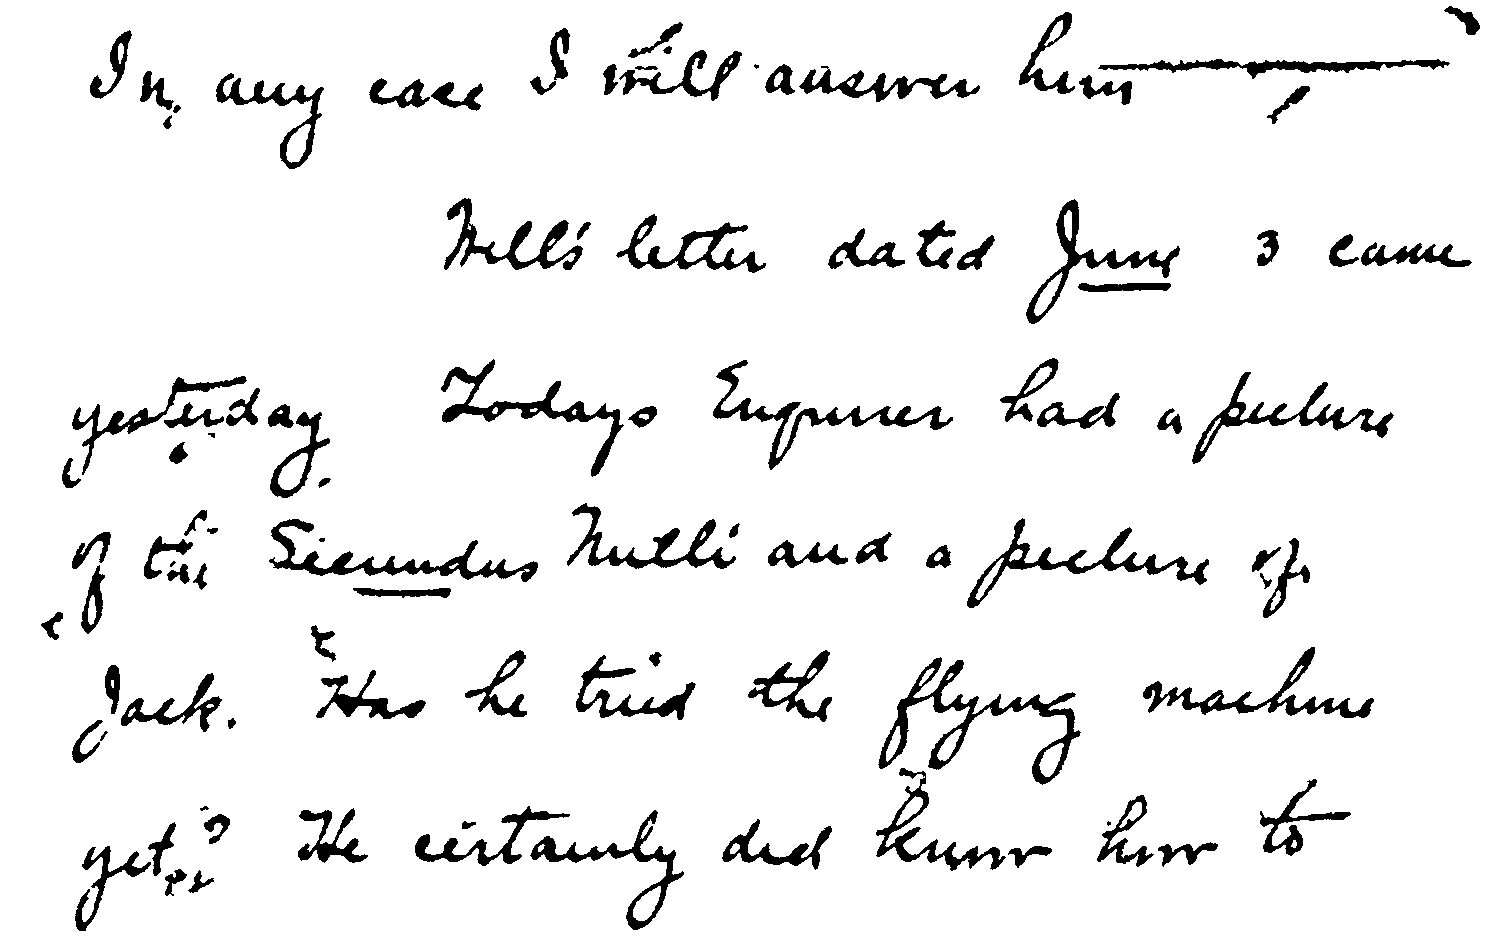 In any case I will answer him
Will's letter dated June 3 came
yesterday. Todays Enquirer had a picture
of the Secundus Nulli and a picture of
Jack. Has he tried the flying machine
yet? He certainly did know how to